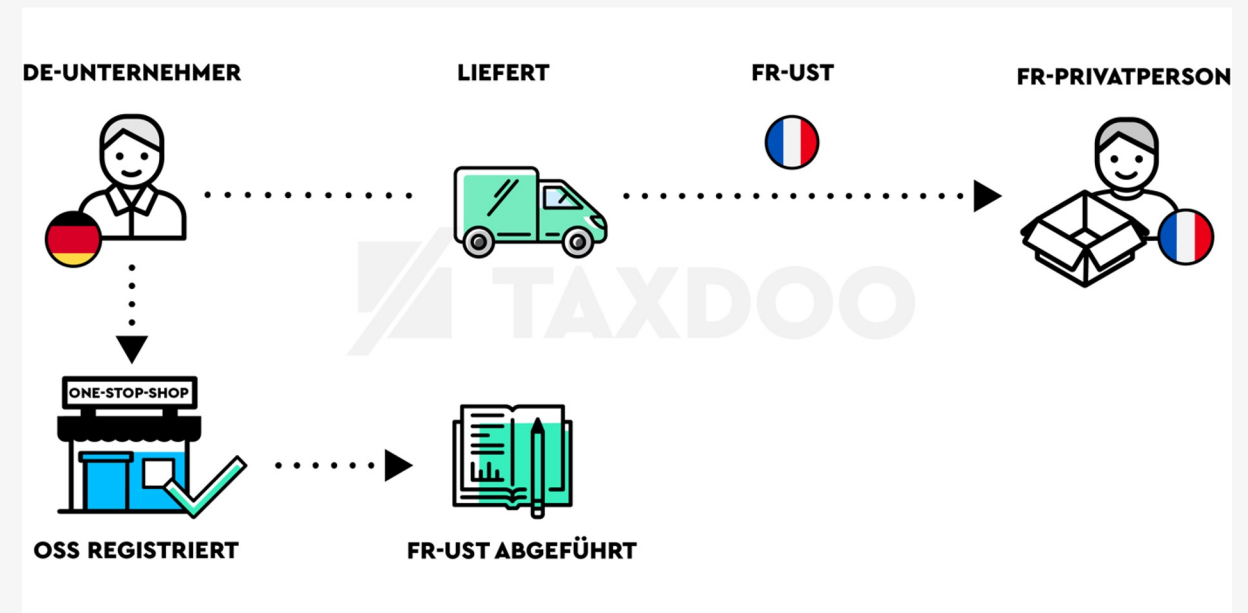 DE-UNTERNEHMER
LIEFERT
FR-UST
FR-PRIVATPERSON
TAXDOO
ONE-STOP-SHOP
OSS REGISTRIERT
FR-UST ABGEFÜHRT